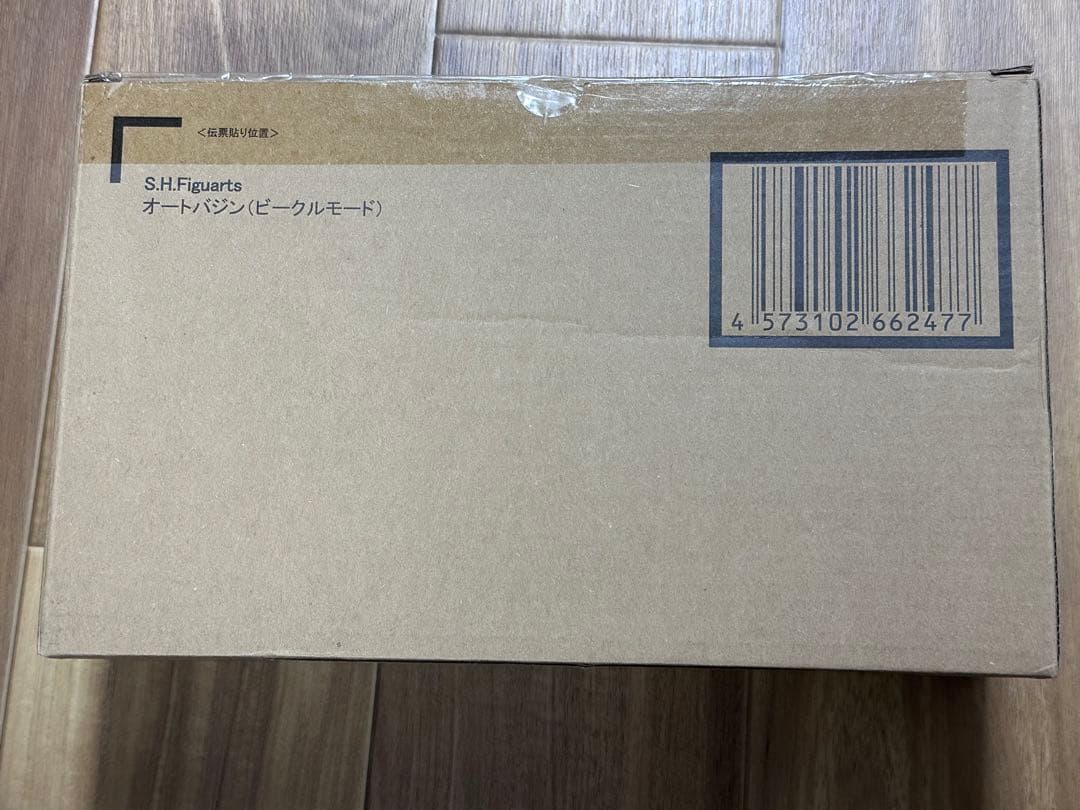 <伝票貼り位置>
S.H.Figuarts
オートバジン(ビークルモード)
4 573102 662477